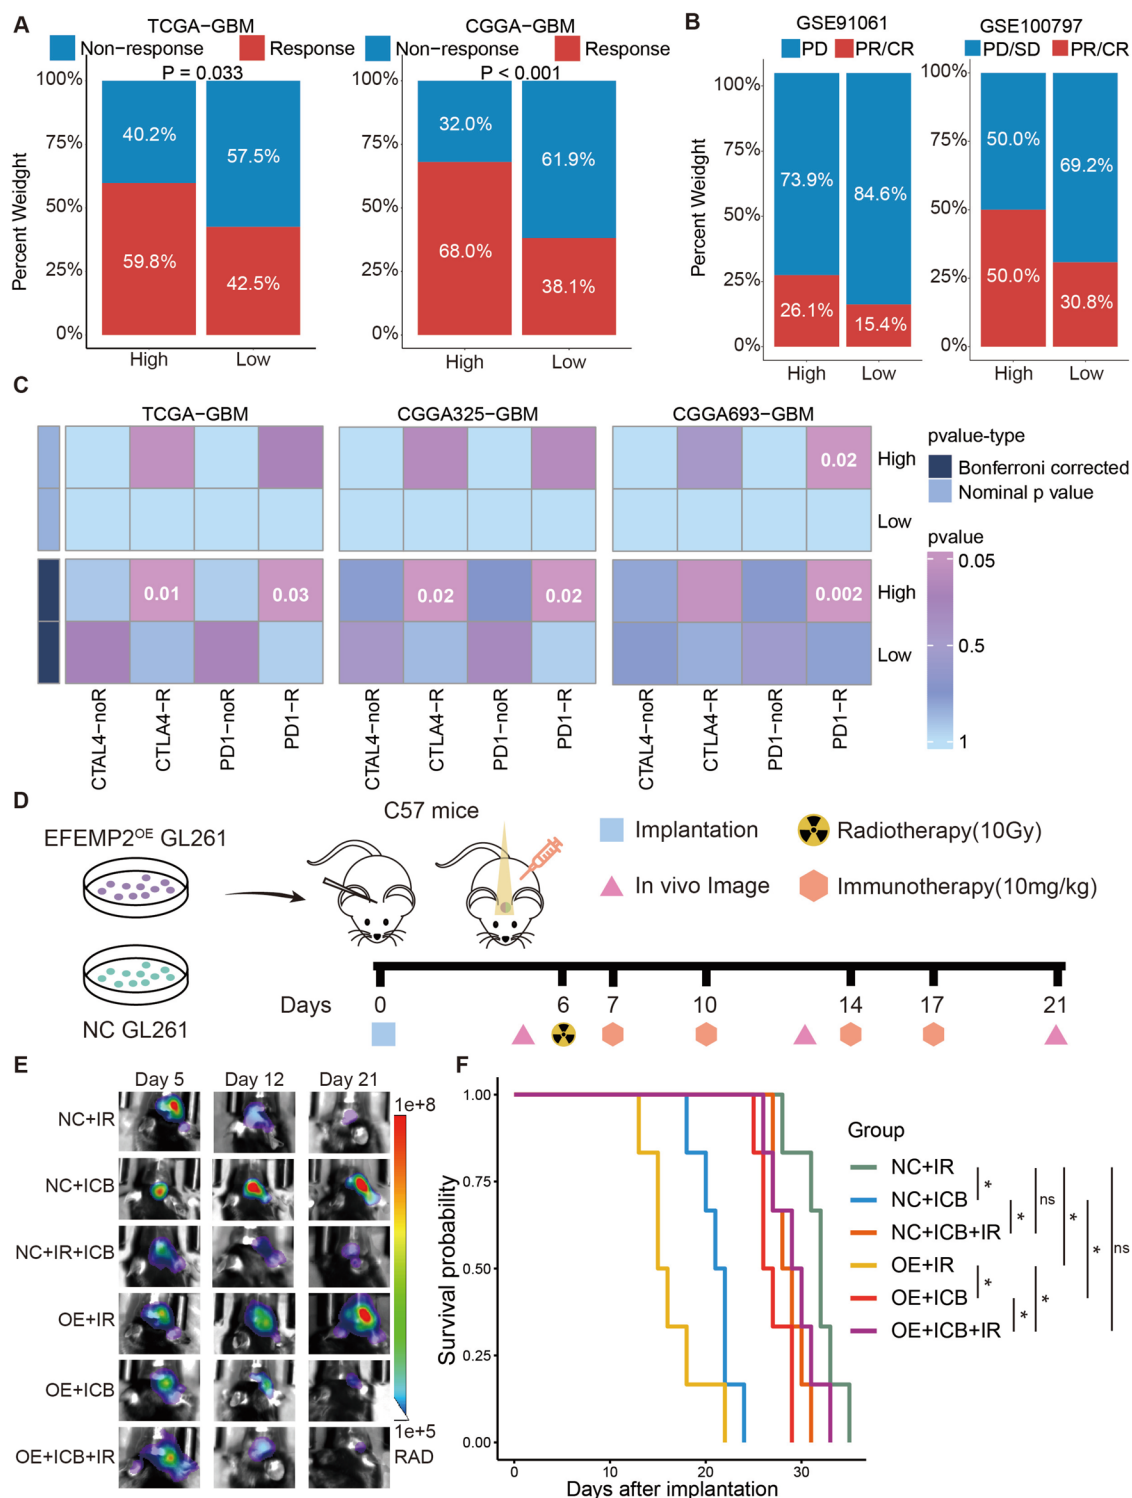 A
TCGA-GBM
CGGA-GBM
Non-response
Response
Non-response
Response
P = 0.033
P < 0.001
Percent Weidght
100%
75%
50%
25%
0%
40.2%
57.5%
59.8%
42.5%
High
Low
100%
75%
50%
25%
0%
32.0%
61.9%
68.0%
38.1%
High
Low
B
GSE91061
GSE100797
PD
PR/CR
PD/SD
PR/CR
Percent Weidght
100%
75%
50%
25%
0%
73.9%
84.6%
26.1%
15.4%
High
Low
100%
75%
50%
25%
0%
50.0%
69.2%
50.0%
30.8%
High
Low
C
TCGA-GBM
CGGA325-GBM
CGGA693-GBM
0.02
High
Low
0.01
0.03
0.02
0.02
0.002
High
Low
CTAL4-noR
CTLA4-R
PD1-noR
PD1-R
CTAL4-noR
CTLA4-R
PD1-noR
PD1-R
CTAL4-noR
CTLA4-R
PD1-noR
PD1-R
pvalue-type
Bonferroni corrected
Nominal p value
pvalue
0.05
0.5
1
D
EFEMP2OE GL261
NC GL261
C57 mice
Implantation
Radiotherapy(10Gy)
In vivo Image
Immunotherapy(10mg/kg)
Days
0
6
7
10
14
17
21
E
Day 5
Day 12
Day 21
NC+IR
NC+ICB
NC+IR+ICB
OE+IR
OE+ICB
OE+ICB+IR
1e+8
1e+5
RAD
F
Survival probability
1.00
0.75
0.50
0.25
0.00
0
10
20
30
Days after implantation
Group
NC+IR
NC+ICB
NC+ICB+IR
OE+IR
OE+ICB
OE+ICB+IR
*
*
ns
*
*
ns
*
*
*